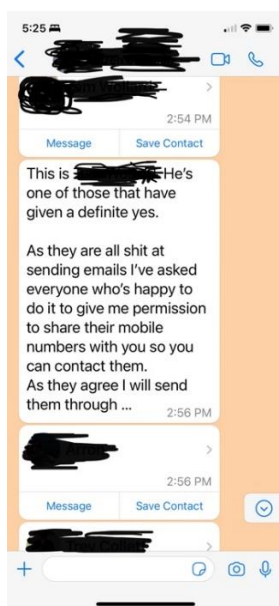 5:25
2:54 PM
Message Save Contact
This is He's
one of those that have
given a definite yes.
As they are all shit at
sending emails I've asked
everyone who's happy to
do it to give me permission
to share their mobile
numbers with you so you
can contact them.
As they agree I will send
them through ...
2:56 PM
2:56 PM
Message Save Contact